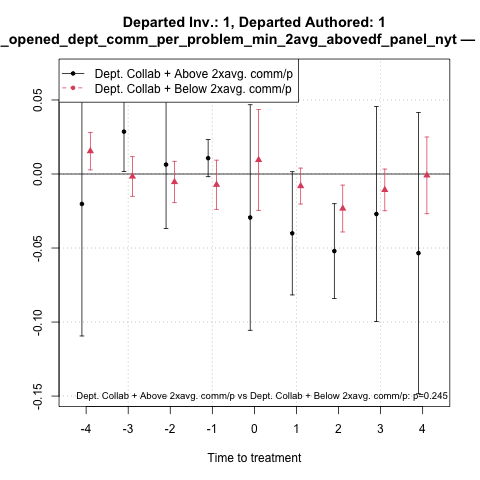 Departed Inv.: 1, Departed Authored: 1
_opened_dept_comm_per_problem_min_2avg_abovedf_panel_nyt —
Dept. Collab + Above 2xavg. comm/p
Dept. Collab + Below 2xavg. comm/p
0.05
0.00
-0.05
-0.10
-0.15
Dept. Collab + Above 2xavg. comm/p vs Dept. Collab + Below 2xavg. comm/p: p=0.245
-4 -3 -2 -1 0 1 2 3 4
Time to treatment